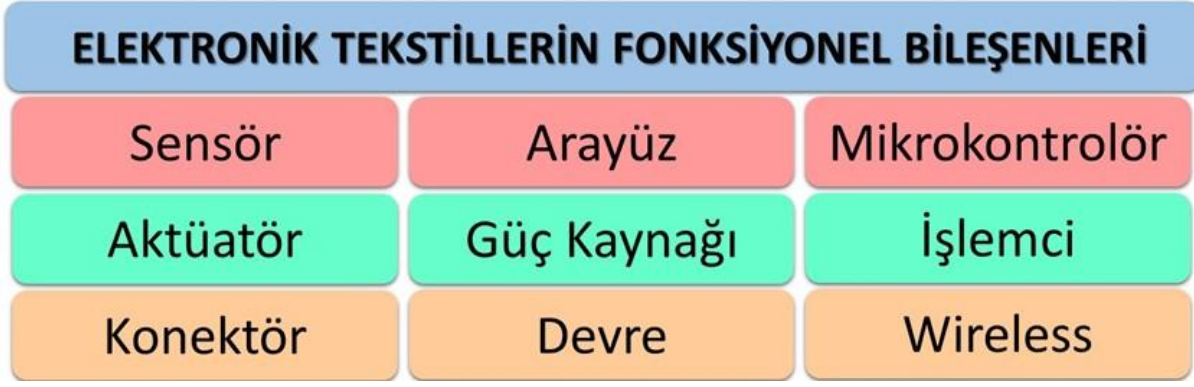 ELEKTRONİK TEKSTİLLERİN FONKSİYONEL BİLEŞENLERİ
Sensör Arayüz Mikrokontrolör
Aktüatör Güç Kaynağı İşlemci
Konektör Devre Wireless